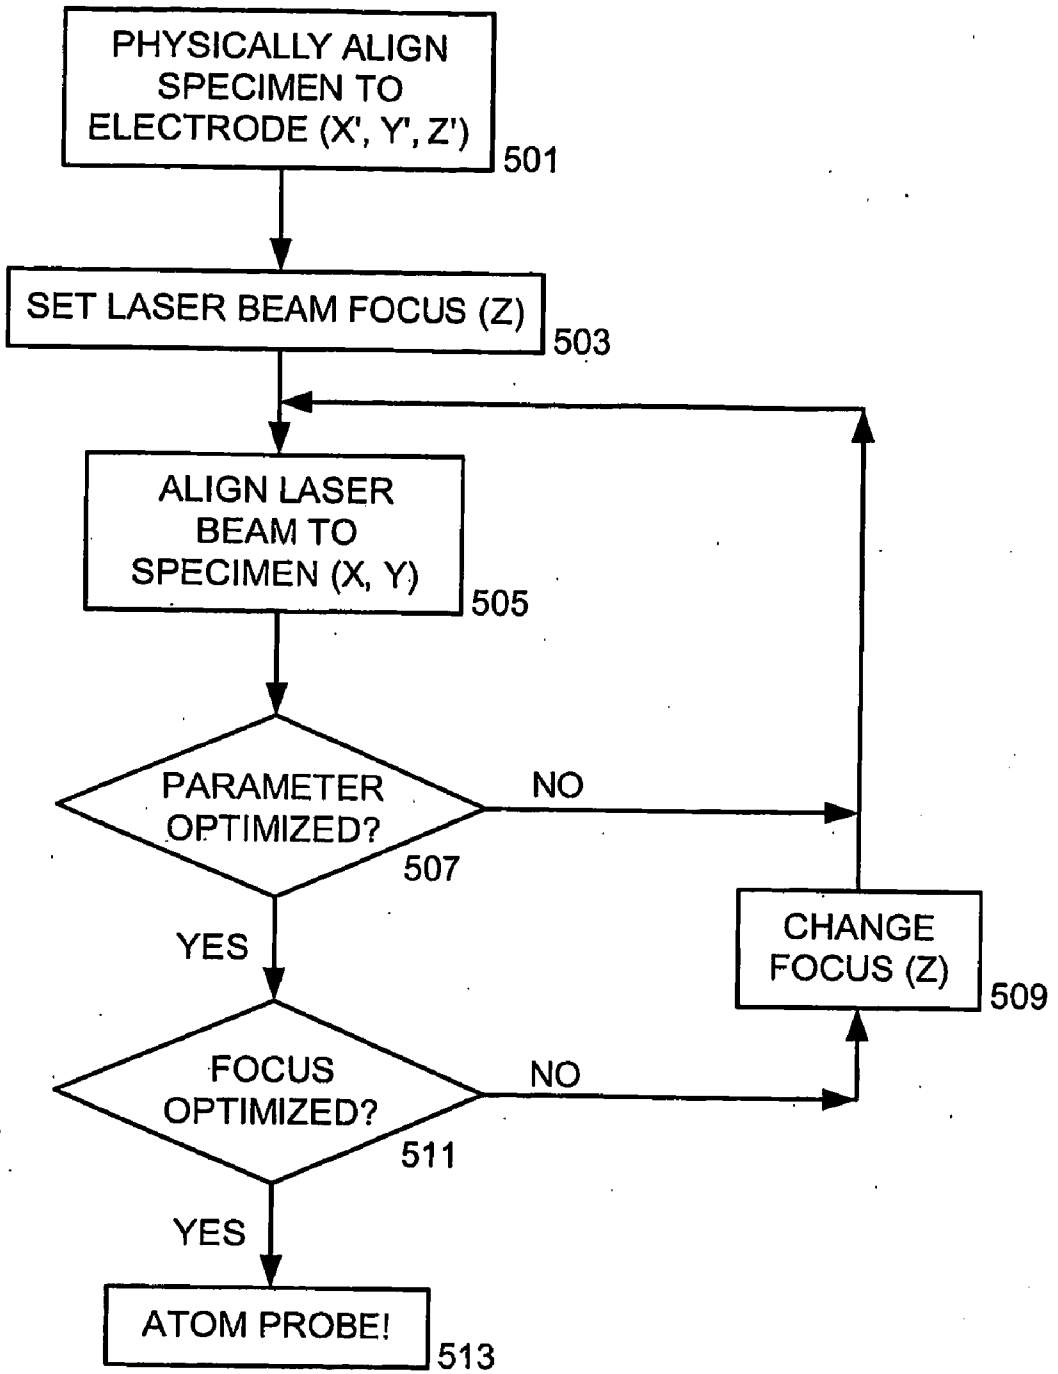 PHYSICALLY ALIGN
SPECIMEN TO
ELECTRODE (X', Y', Z')
501
SET LASER BEAM FOCUS (Z)
503
ALIGN LASER
BEAM TO
SPECIMEN (X, Y)
505
PARAMETER
OPTIMIZED?
507
NO
YES
CHANGE
FOCUS (Z)
509
FOCUS
OPTIMIZED?
511
NO
YES
ATOM PROBE!
513